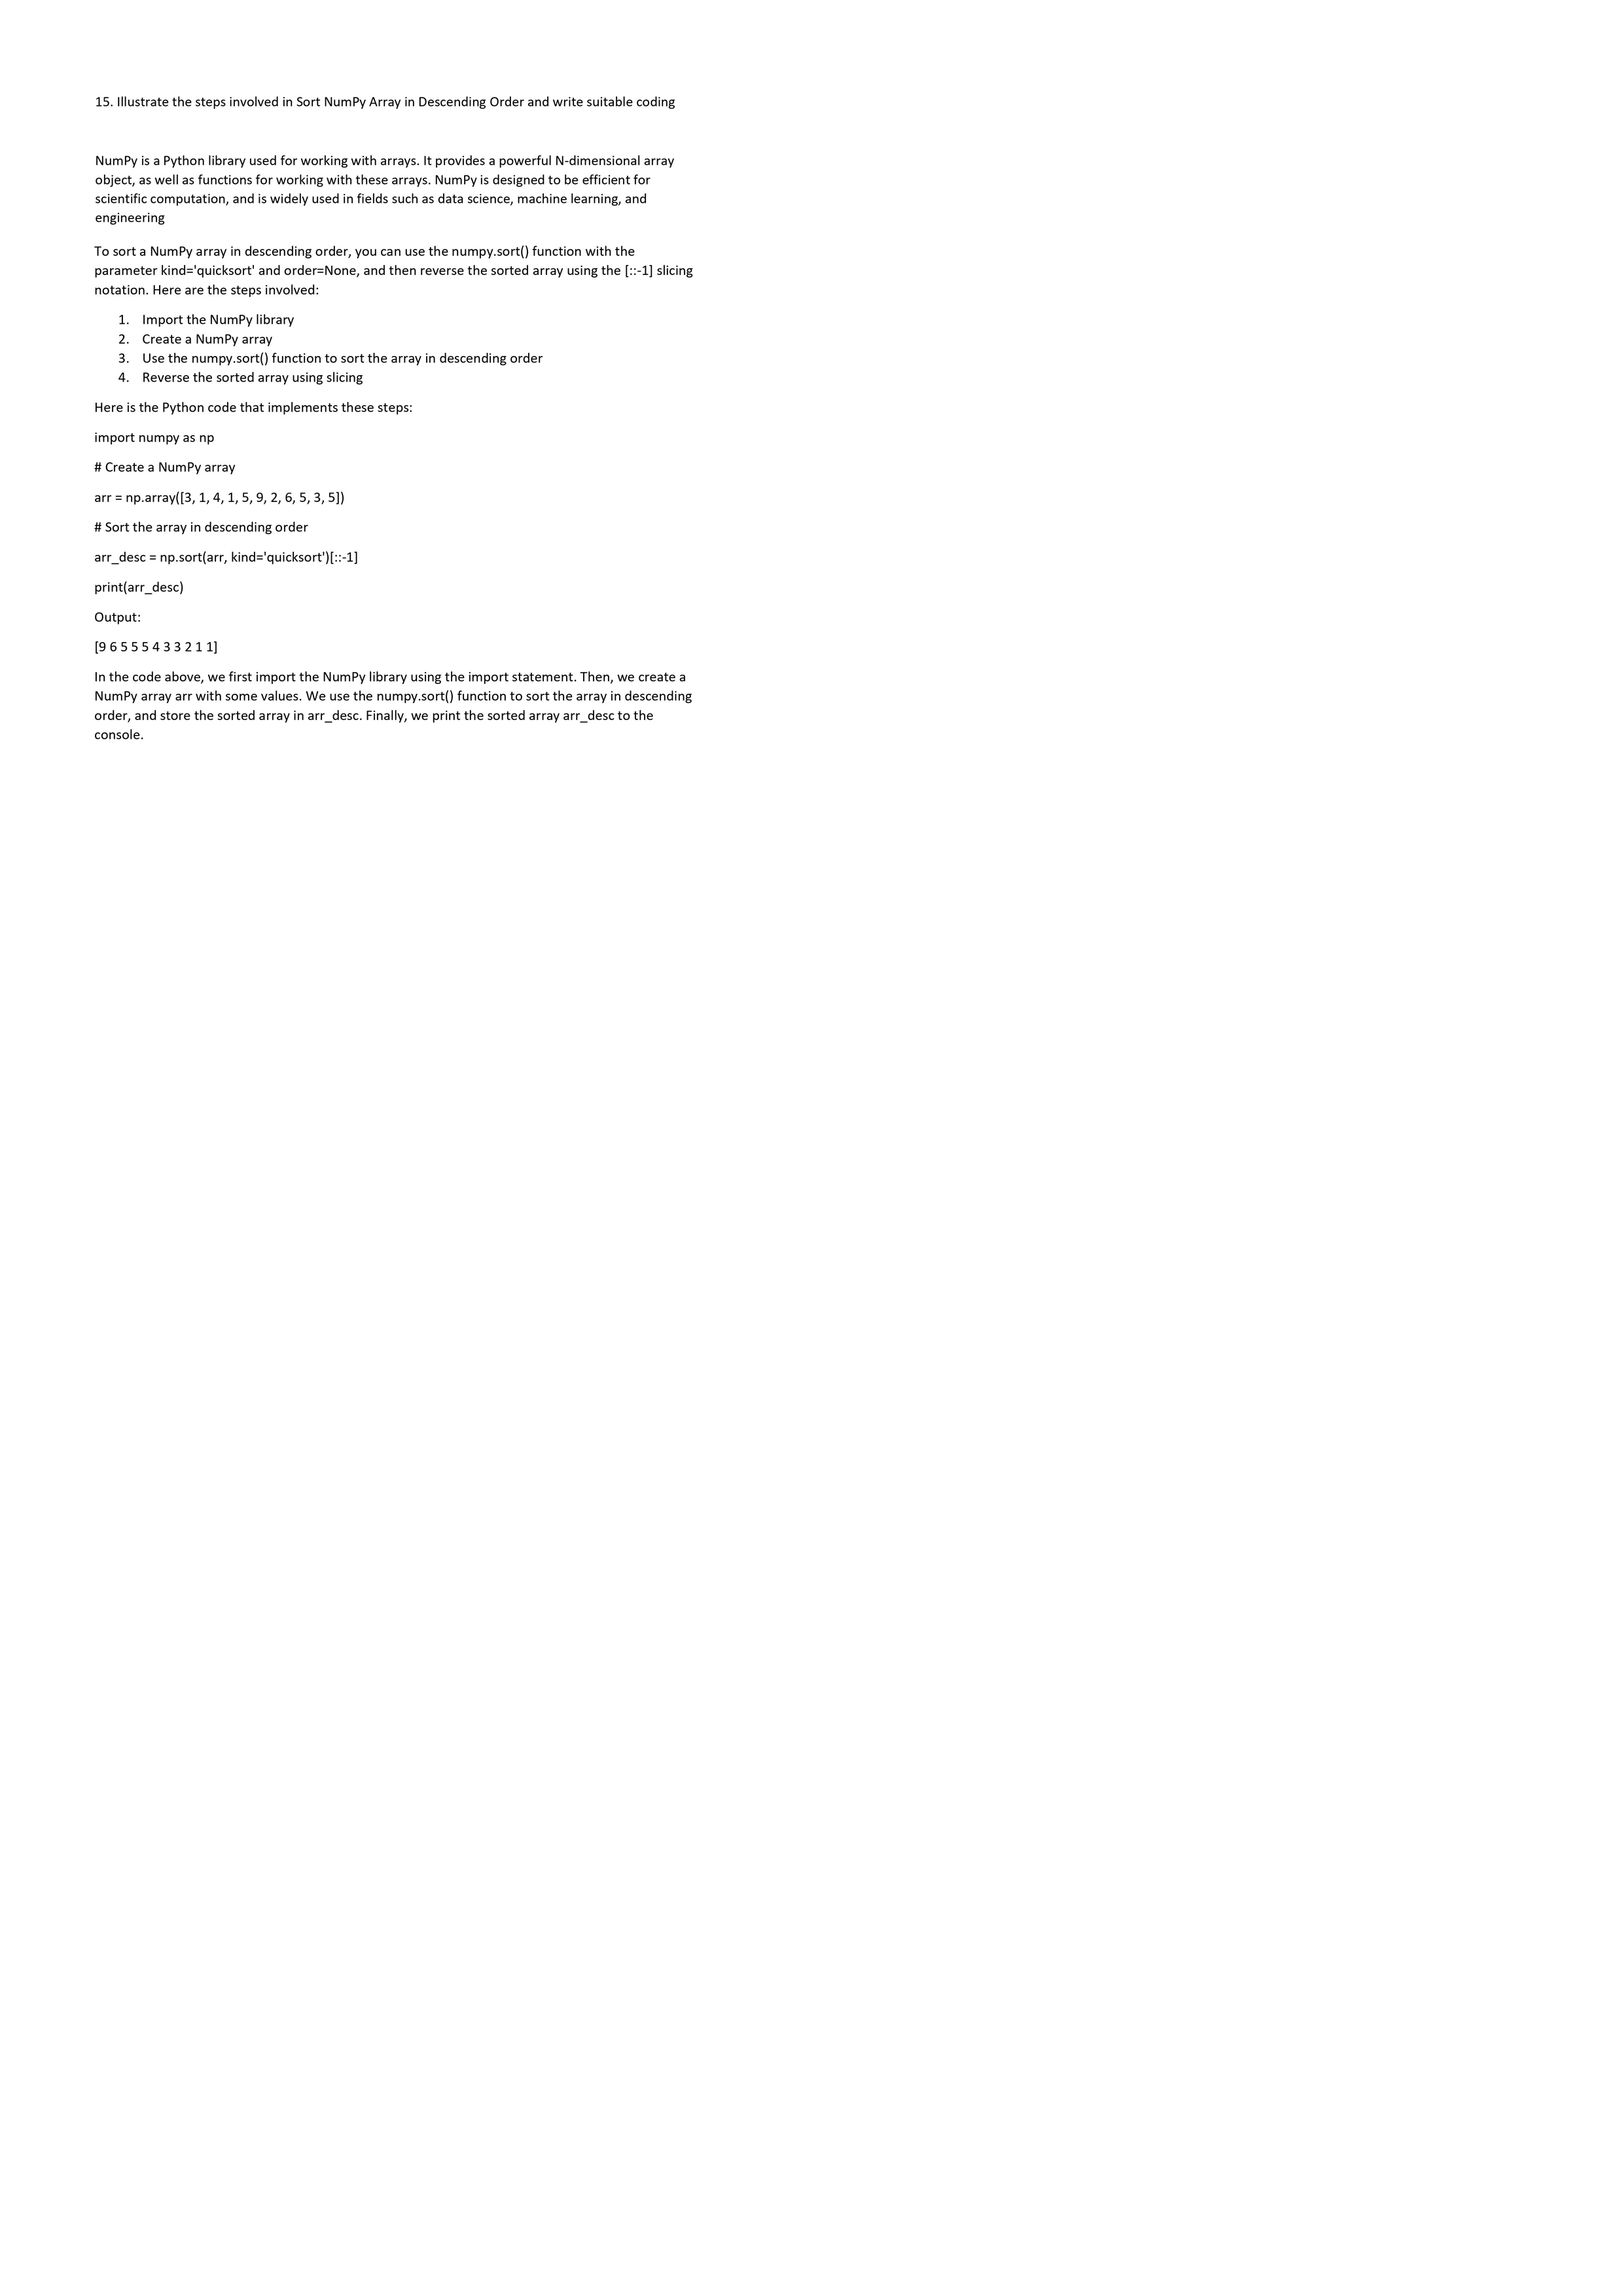 15. Illustrate the steps involved in Sort NumPy Array in Descending Order and write suitable coding
NumPy is a Python library used for working with arrays. It provides a powerful N-dimensional array
object, as well as functions for working with these arrays. NumPy is designed to be efficient for
scientific computation, and is widely used in fields such as data science, machine learning, and
engineering
To sort a NumPy array in descending order, you can use the numpy.sort() function with the
parameter kind='quicksort' and order=None, and then reverse the sorted array using the [::-1] slicing
notation. Here are the steps involved:
1. Import the NumPy library
2. Create a NumPy array
3. Use the numpy.sort() function to sort the array in descending order
4. Reverse the sorted array using slicing
Here is the Python code that implements these steps:
import numpy as np
# Create a NumPy array
arr = np.array([3, 1, 4, 1, 5, 9, 2, 6, 5, 3, 5])
# Sort the array in descending order
arr_desc = np.sort(arr, kind='quicksort')[::-1]
print(arr_desc)
Output:
[9 6 5 5 5 4 3 3 2 1 1]
In the code above, we first import the NumPy library using the import statement. Then, we create a
NumPy array arr with some values. We use the numpy.sort() function to sort the array in descending
order, and store the sorted array in arr_desc. Finally, we print the sorted array arr_desc to the
console.